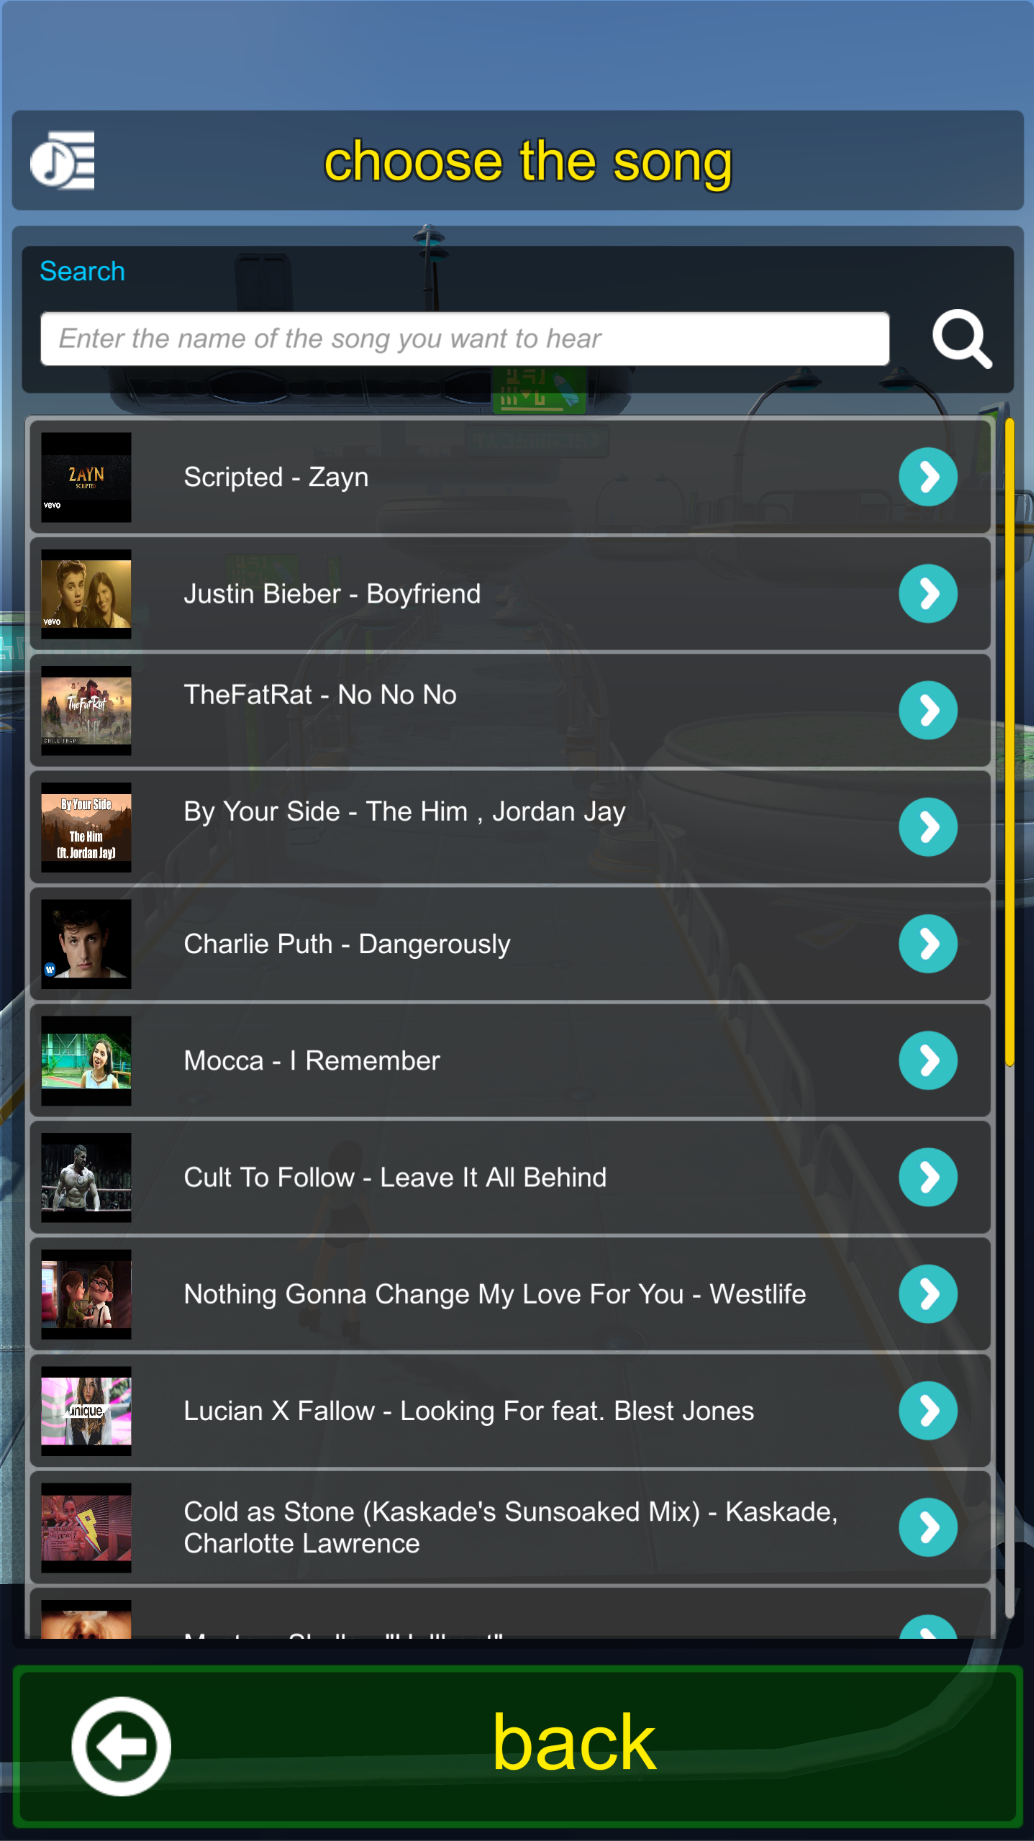 choose the song
Search
Enter the name of the song you want to hear
ZAYN
SCRIPTED
vevo
Scripted - Zayn
vevo
Justin Bieber - Boyfriend
TheFatRat
TheFatRat - No No No
By Your Side
The Him
(ft. Jordan Jay)
By Your Side - The Him , Jordan Jay
Charlie Puth - Dangerously
Mocca - I Remember
Cult To Follow - Leave It All Behind
Nothing Gonna Change My Love For You - Westlife
unique.
Lucian X Fallow - Looking For feat. Blest Jones
Cold as Stone (Kaskade's Sunsoaked Mix) - Kaskade,
Charlotte Lawrence
back